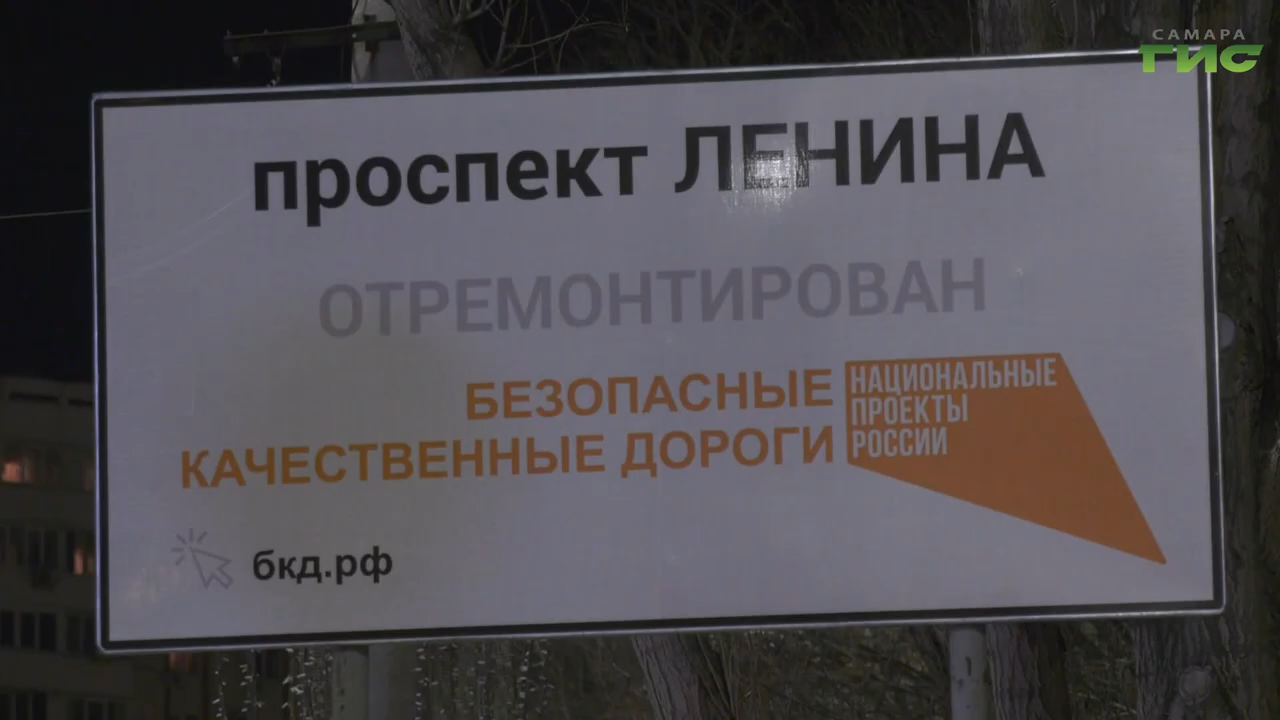 САМАРА
ГИС
проспект ЛЕНИНА
ОТРЕМОНТИРОВАН
БЕЗОПАСНЫЕ
КАЧЕСТВЕННЫЕ ДОРОГИ
НАЦИОНАЛЬНЫЕ
ПРОЕКТЫ
РОССИИ
бкд.рф